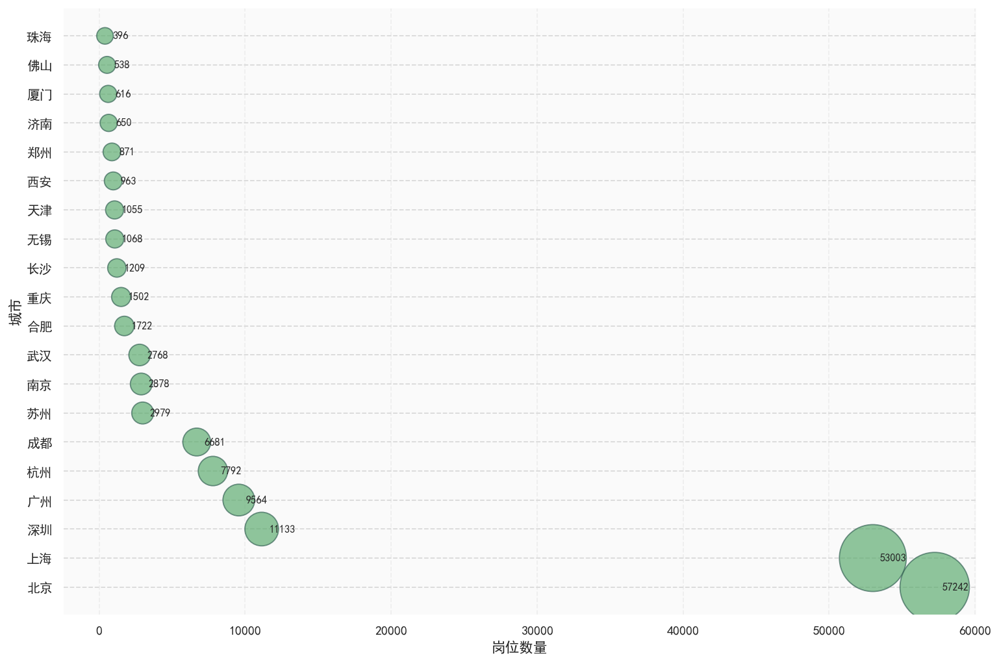 珠海 396
佛山 538
厦门 616
济南 650
郑州 871
西安 963
天津 1055
无锡 1068
长沙 1209
重庆 1502
城市
合肥 1722
武汉 2768
南京 2878
苏州 2979
成都 6681
杭州 7792
广州 9564
深圳 11133
上海 53003
北京 57242
0 10000 20000 30000 40000 50000 60000
岗位数量